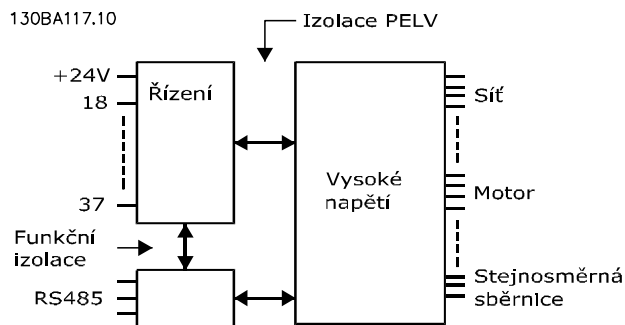 130BA117.10
Izolace PELV
+24V
18
Řízení
Síť
Vysoké
napětí
Motor
37
Funkční
izolace
RS485
Stejnosměrná
sběrnice